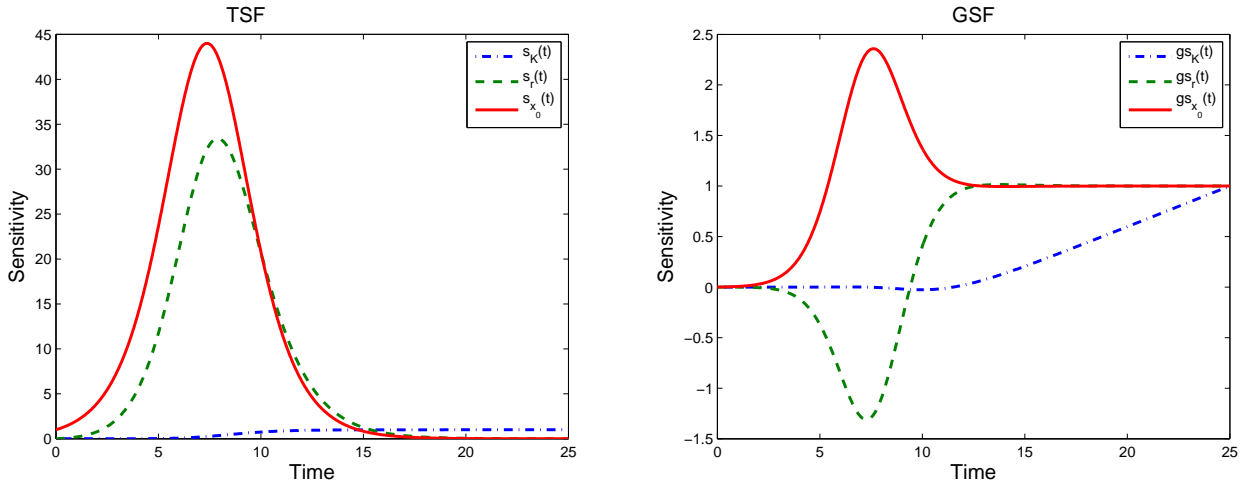 TSF
45
40
35
30
25
20
15
10
5
0
0 5 10 15 20 25
Sensitivity
Time
s_K(t)
s_r(t)
s_x_0(t)
GSF
2.5
2
1.5
1
0.5
0
−0.5
−1
−1.5
0 5 10 15 20 25
Sensitivity
Time
gs_K(t)
gs_r(t)
gs_x_0(t)